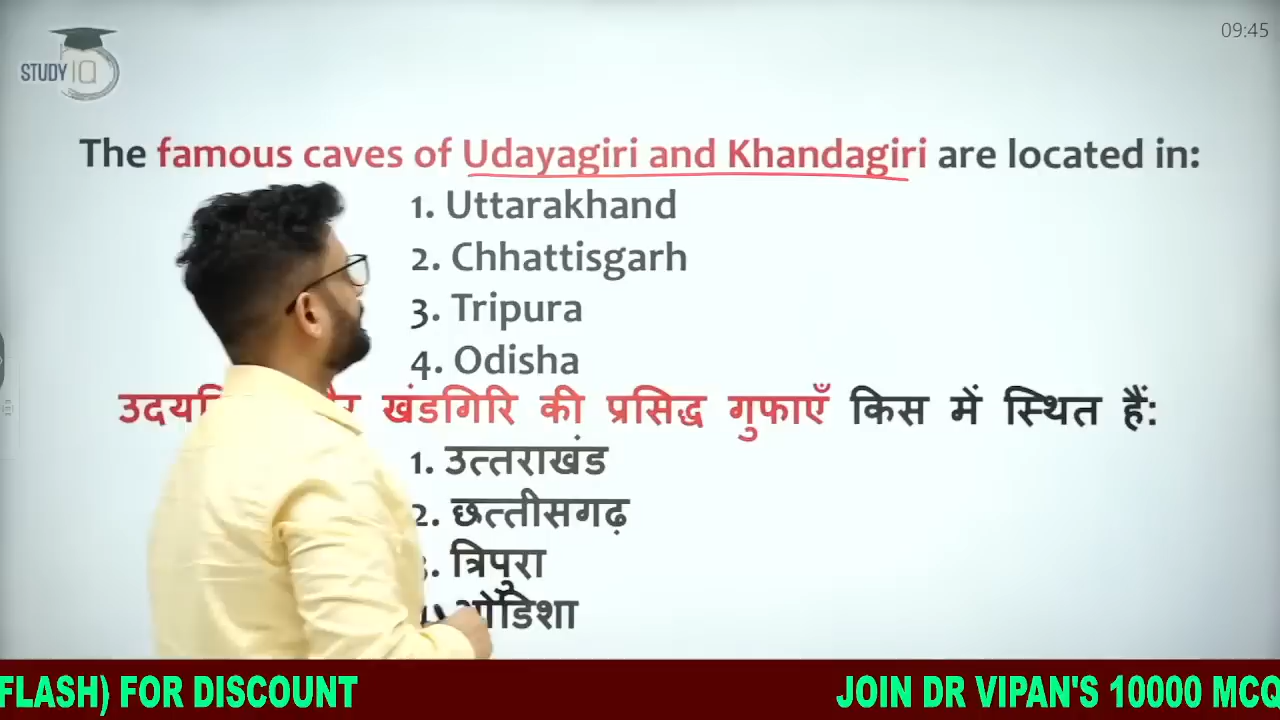 STUDY IQ
09:45
The famous caves of Udayagiri and Khandagiri are located in:
1. Uttarakhand
2. Chhattisgarh
3. Tripura
4. Odisha
खंडगिरि की प्रसिद्ध गुफाएँ किस में स्थित हैं:
1. उत्तराखंड
2. छत्तीसगढ़
3. त्रिपुरा
ओडिशा
FLASH) FOR DISCOUNT JOIN DR VIPAN'S 10000 MCQ